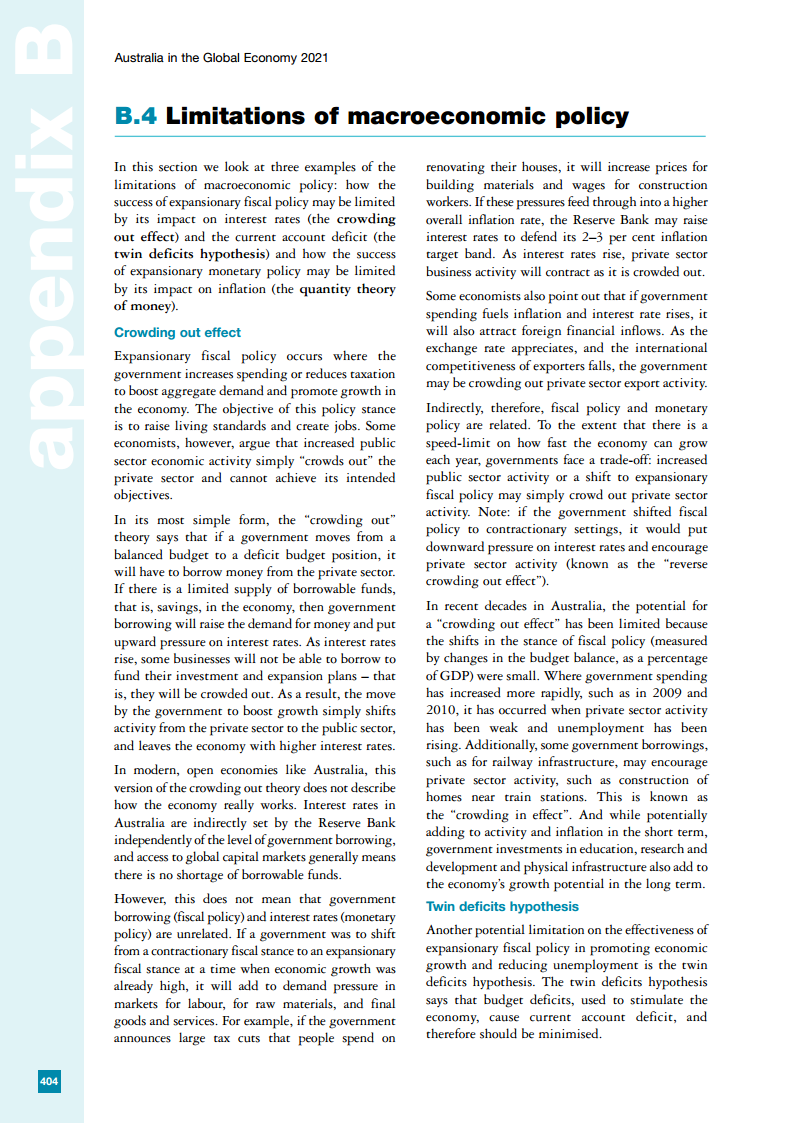 appendix B
Australia in the Global Economy 2021
B.4 Limitations of macroeconomic policy
In this section we look at three examples of the
limitations of macroeconomic policy: how the
success of expansionary fiscal policy may be limited
by its impact on interest rates (the crowding
out effect) and the current account deficit (the
twin deficits hypothesis) and how the success
of expansionary monetary policy may be limited
by its impact on inflation (the quantity theory
of money).
Crowding out effect
Expansionary fiscal policy occurs where the
government increases spending or reduces taxation
to boost aggregate demand and promote growth in
the economy. The objective of this policy stance
is to raise living standards and create jobs. Some
economists, however, argue that increased public
sector economic activity simply “crowds out” the
private sector and cannot achieve its intended
objectives.
In its most simple form, the “crowding out”
theory says that if a government moves from a
balanced budget to a deficit budget position, it
will have to borrow money from the private sector.
If there is a limited supply of borrowable funds,
that is, savings, in the economy, then government
borrowing will raise the demand for money and put
upward pressure on interest rates. As interest rates
rise, some businesses will not be able to borrow to
fund their investment and expansion plans – that
is, they will be crowded out. As a result, the move
by the government to boost growth simply shifts
activity from the private sector to the public sector,
and leaves the economy with higher interest rates.
In modern, open economies like Australia, this
version of the crowding out theory does not describe
how the economy really works. Interest rates in
Australia are indirectly set by the Reserve Bank
independently of the level of government borrowing,
and access to global capital markets generally means
there is no shortage of borrowable funds.
However, this does not mean that government
borrowing (fiscal policy) and interest rates (monetary
policy) are unrelated. If a government was to shift
from a contractionary fiscal stance to an expansionary
fiscal stance at a time when economic growth was
already high, it will add to demand pressure in
markets for labour, for raw materials, and final
goods and services. For example, if the government
announces large tax cuts that people spend on
renovating their houses, it will increase prices for
building materials and wages for construction
workers. If these pressures feed through into a higher
overall inflation rate, the Reserve Bank may raise
interest rates to defend its 2–3 per cent inflation
target band. As interest rates rise, private sector
business activity will contract as it is crowded out.
Some economists also point out that if government
spending fuels inflation and interest rate rises, it
will also attract foreign financial inflows. As the
exchange rate appreciates, and the international
competitiveness of exporters falls, the government
may be crowding out private sector export activity.
Indirectly, therefore, fiscal policy and monetary
policy are related. To the extent that there is a
speed-limit on how fast the economy can grow
each year, governments face a trade-off: increased
public sector activity or a shift to expansionary
fiscal policy may simply crowd out private sector
activity. Note: if the government shifted fiscal
policy to contractionary settings, it would put
downward pressure on interest rates and encourage
private sector activity (known as the “reverse
crowding out effect”).
In recent decades in Australia, the potential for
a “crowding out effect” has been limited because
the shifts in the stance of fiscal policy (measured
by changes in the budget balance, as a percentage
of GDP) were small. Where government spending
has increased more rapidly, such as in 2009 and
2010, it has occurred when private sector activity
has been weak and unemployment has been
rising. Additionally, some government borrowings,
such as for railway infrastructure, may encourage
private sector activity, such as construction of
homes near train stations. This is known as
the “crowding in effect”. And while potentially
adding to activity and inflation in the short term,
government investments in education, research and
development and physical infrastructure also add to
the economy’s growth potential in the long term.
Twin deficits hypothesis
Another potential limitation on the effectiveness of
expansionary fiscal policy in promoting economic
growth and reducing unemployment is the twin
deficits hypothesis. The twin deficits hypothesis
says that budget deficits, used to stimulate the
economy, cause current account deficit, and
therefore should be minimised.
404